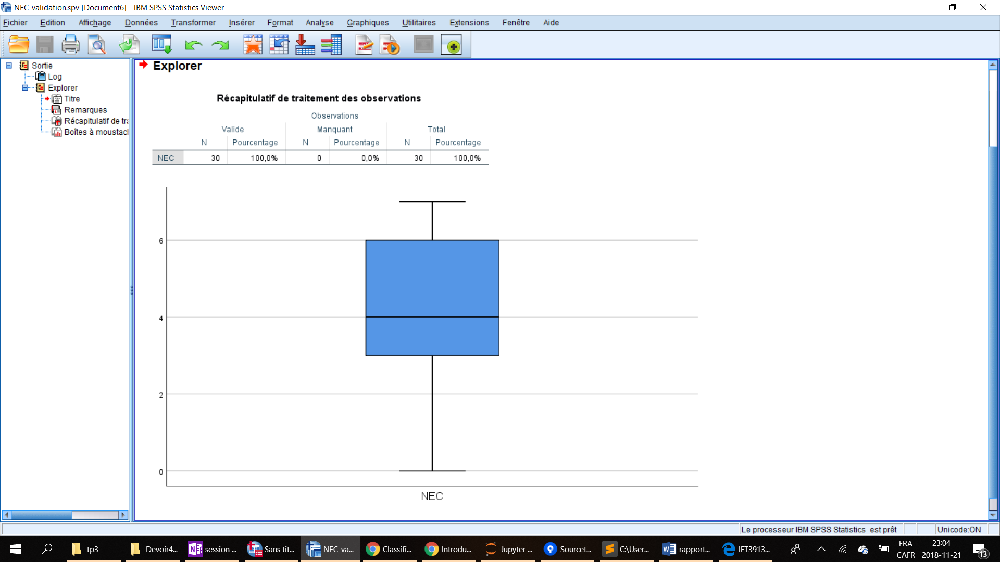 NEC_validation.spv [Document6] - IBM SPSS Statistics Viewer
Fichier Edition Affichage Données Transformer Insérer Format Analyse Graphiques Utilitaires Extensions Fenêtre Aide
Sortie
Log
Explorer
Titre
Remarques
Récapitulatif de tra
Boîtes à moustacl
Explorer
Récapitulatif de traitement des observations
Observations
Valide Manquant Total
N Pourcentage N Pourcentage N Pourcentage
NEC 30 100,0% 0 0,0% 30 100,0%
6
4
2
0
NEC
Le processeur IBM SPSS Statistics est prêt Unicode:ON
tp3 Devoir4... session ... Sans tit... NEC_va... Classifi... Introdu... Jupyter ... Sourcet... C:\User... rapport... IFT3913... FRA 23:04
CAFR 2018-11-21 13